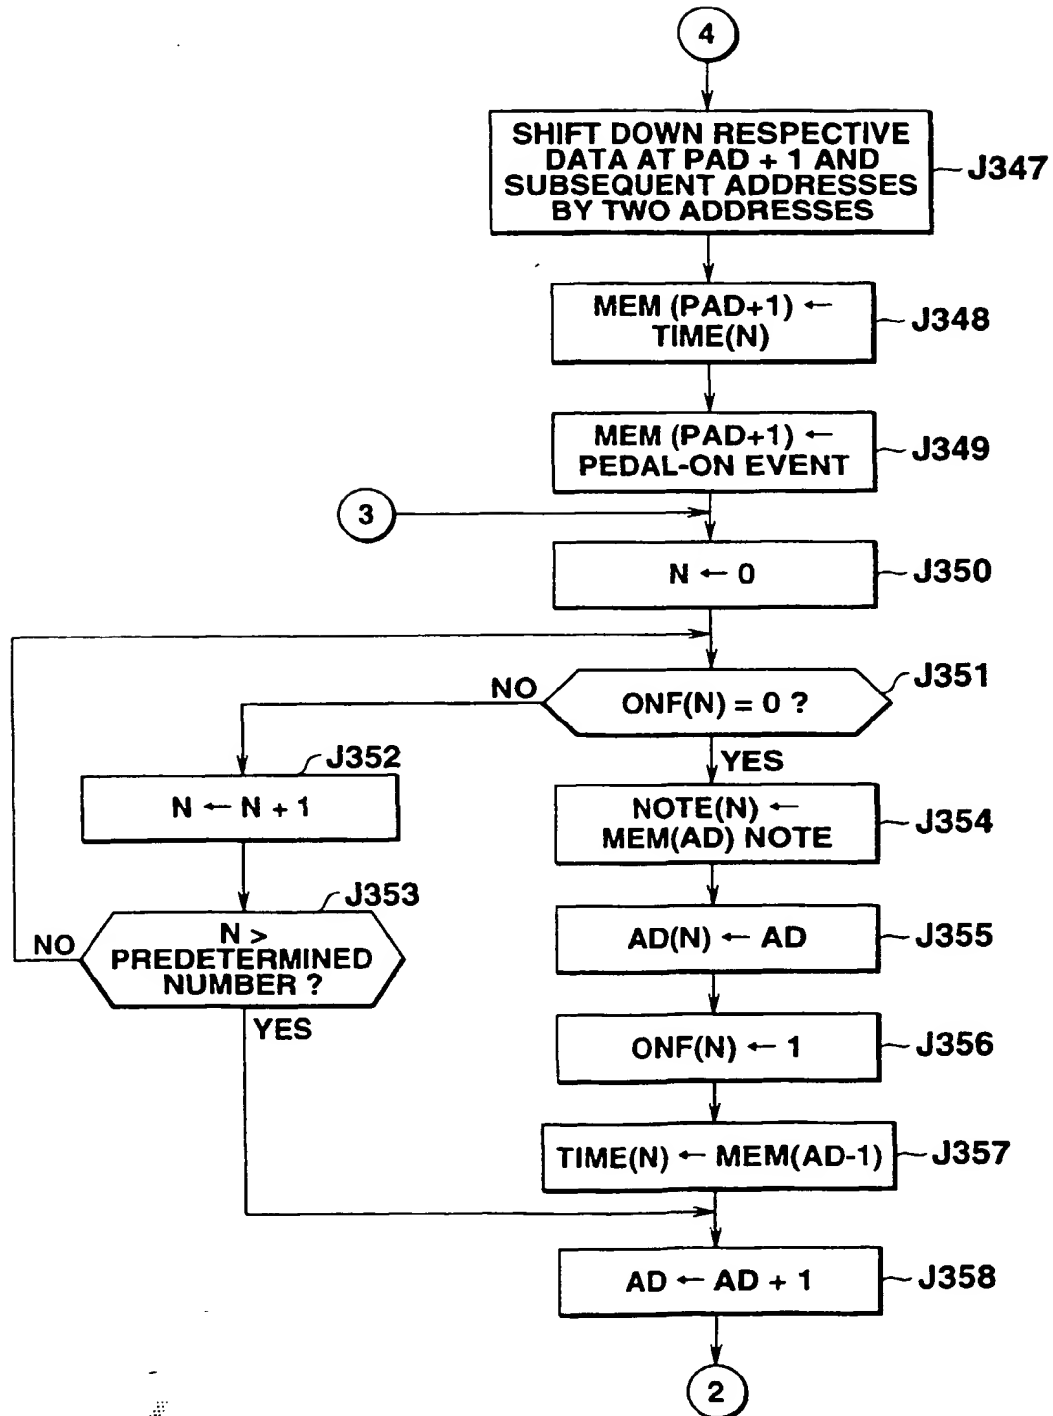 4
SHIFT DOWN RESPECTIVE
DATA AT PAD + 1 AND
SUBSEQUENT ADDRESSES
BY TWO ADDRESSES
J347
MEM (PAD+1) ←
TIME(N)
J348
MEM (PAD+1) ←
PEDAL-ON EVENT
J349
3
N ← 0
J350
ONF(N) = 0 ?
J351
NO
YES
J352
N ← N + 1
NOTE(N) ←
MEM(AD) NOTE
J354
J353
N >
PREDETERMINED
NUMBER ?
NO
YES
AD(N) ← AD
J355
ONF(N) ← 1
J356
TIME(N) ← MEM(AD-1)
J357
AD ← AD + 1
J358
2